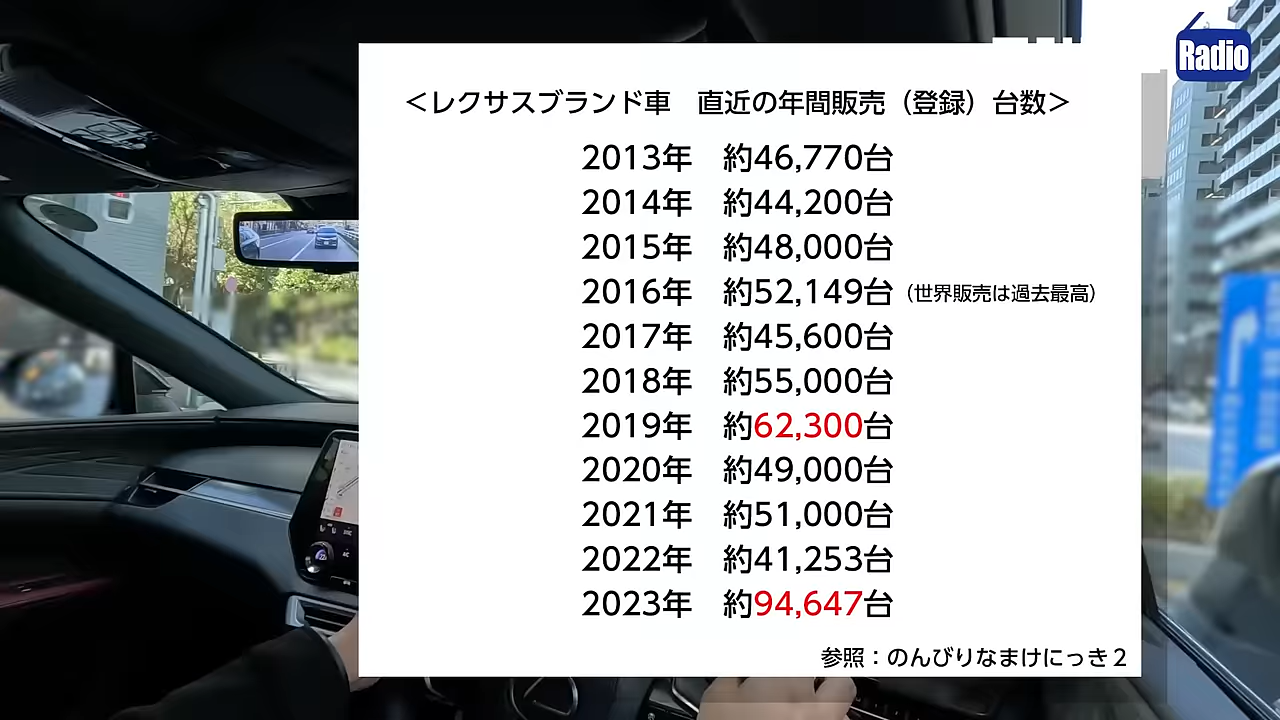 Radio
＜レクサスブランド車　直近の年間販売（登録）台数＞
2013年　約46,770台
2014年　約44,200台
2015年　約48,000台
2016年　約52,149台（世界販売は過去最高）
2017年　約45,600台
2018年　約55,000台
2019年　約62,300台
2020年　約49,000台
2021年　約51,000台
2022年　約41,253台
2023年　約94,647台
参照：のんびりなまけにっき２